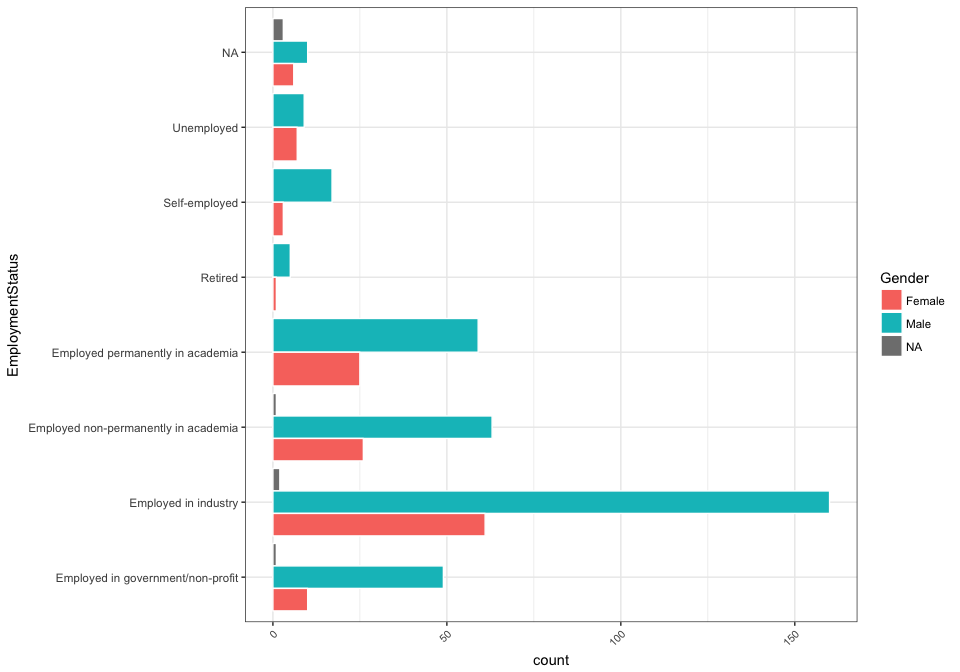 NA
Unemployed
Self-employed
Retired
Employed permanently in academia
Employed non-permanently in academia
Employed in industry
Employed in government/non-profit
EmploymentStatus
0
50
100
150
count
Gender
Female
Male
NA